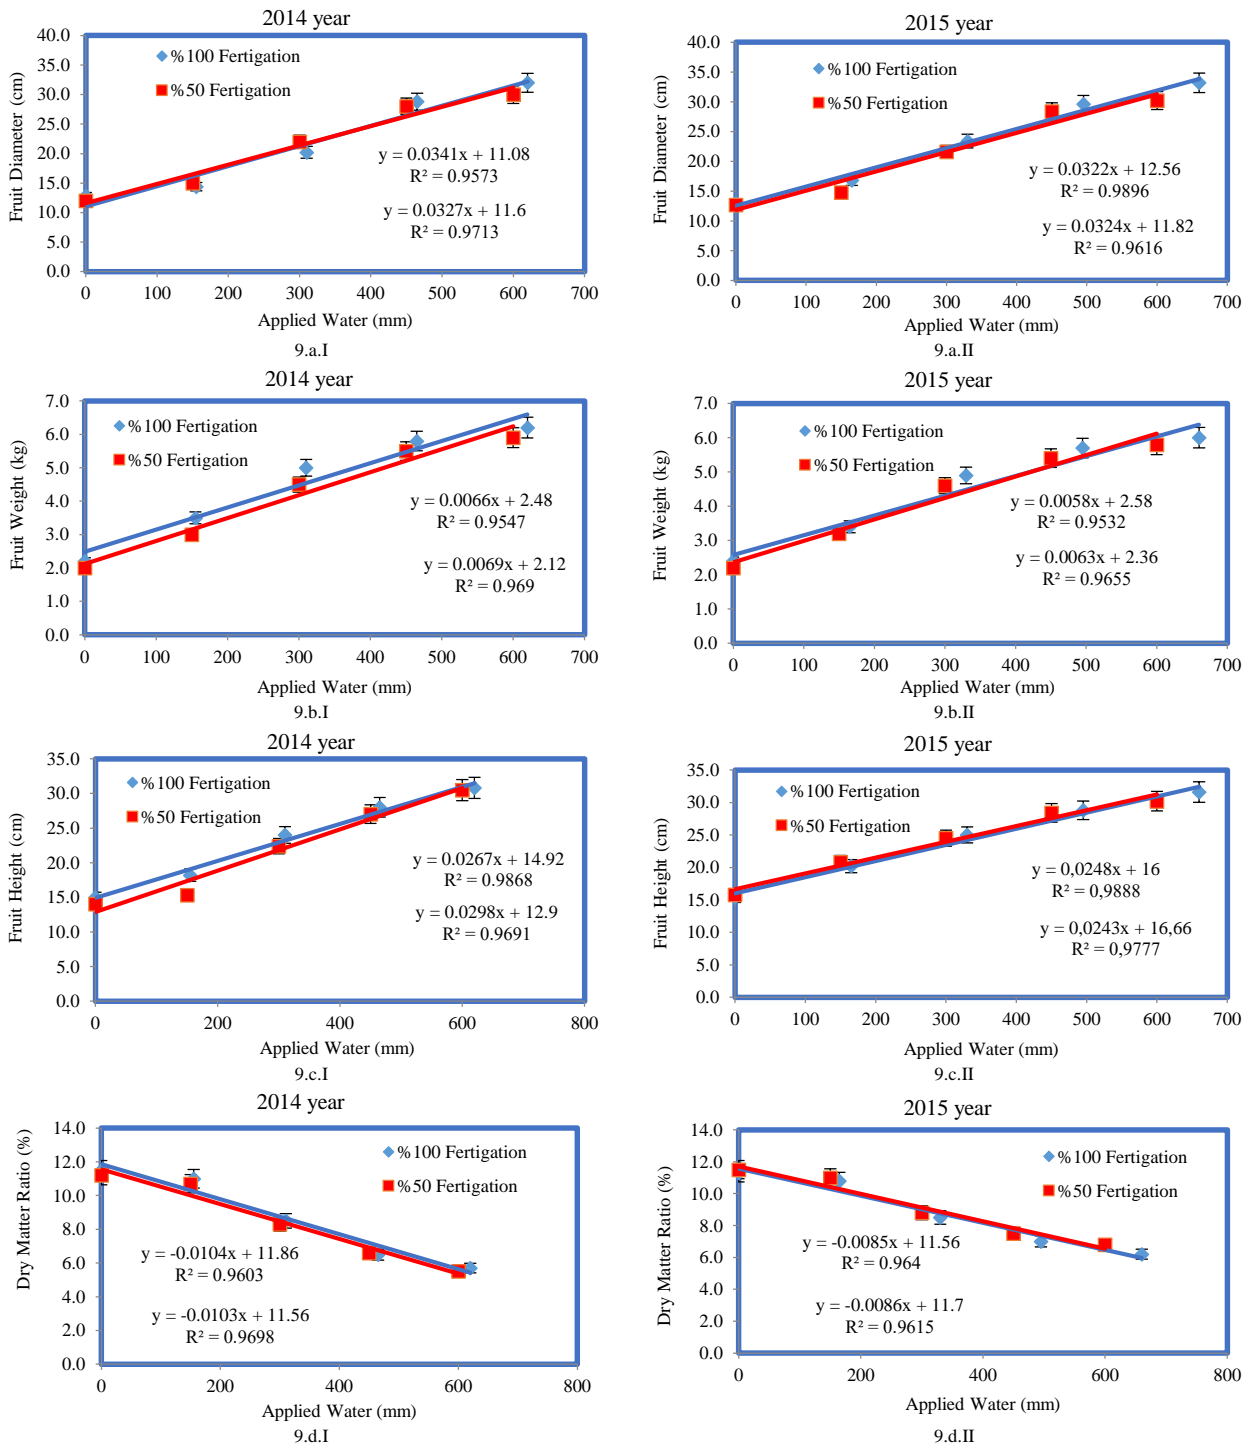 2014 year
40.0
35.0
30.0
25.0
20.0
15.0
10.0
5.0
0.0
Fruit Diameter (cm)
%100 Fertigation
%50 Fertigation
y = 0.0341x + 11.08
R² = 0.9573
y = 0.0327x + 11.6
R² = 0.9713
0 100 200 300 400 500 600 700
Applied Water (mm)
9.a.I
2015 year
40.0
35.0
30.0
25.0
20.0
15.0
10.0
5.0
0.0
Fruit Diameter (cm)
%100 Fertigation
%50 Fertigation
y = 0.0322x + 12.56
R² = 0.9896
y = 0.0324x + 11.82
R² = 0.9616
0 100 200 300 400 500 600 700
Applied Water (mm)
9.a.II
2014 year
7.0
6.0
5.0
4.0
3.0
2.0
1.0
0.0
Fruit Weight (kg)
%100 Fertigation
%50 Fertigation
y = 0.0066x + 2.48
R² = 0.9547
y = 0.0069x + 2.12
R² = 0.969
0 100 200 300 400 500 600 700
Applied Water (mm)
9.b.I
2015 year
7.0
6.0
5.0
4.0
3.0
2.0
1.0
0.0
Fruit Weight (kg)
%100 Fertigation
%50 Fertigation
y = 0.0058x + 2.58
R² = 0.9532
y = 0.0063x + 2.36
R² = 0.9655
0 100 200 300 400 500 600 700
Applied Water (mm)
9.b.II
2014 year
35.0
30.0
25.0
20.0
15.0
10.0
5.0
0.0
Fruit Height (cm)
%100 Fertigation
%50 Fertigation
y = 0.0267x + 14.92
R² = 0.9868
y = 0.0298x + 12.9
R² = 0.9691
0 200 400 600 800
Applied Water (mm)
9.c.I
2015 year
35.0
30.0
25.0
20.0
15.0
10.0
5.0
0.0
Fruit Height (cm)
%100 Fertigation
%50 Fertigation
y = 0,0248x + 16
R² = 0,9888
y = 0,0243x + 16,66
R² = 0,9777
0 100 200 300 400 500 600 700
Applied Water (mm)
9.c.II
2014 year
14.0
12.0
10.0
8.0
6.0
4.0
2.0
0.0
Dry Matter Ratio (%)
%100 Fertigation
%50 Fertigation
y = -0.0104x + 11.86
R² = 0.9603
y = -0.0103x + 11.56
R² = 0.9698
0 200 400 600 800
Applied Water (mm)
9.d.I
2015 year
14.0
12.0
10.0
8.0
6.0
4.0
2.0
0.0
Dry Matter Ratio (%)
%100 Fertigation
%50 Fertigation
y = -0.0085x + 11.56
R² = 0.964
y = -0.0086x + 11.7
R² = 0.9615
0 200 400 600 800
Applied Water (mm)
9.d.II